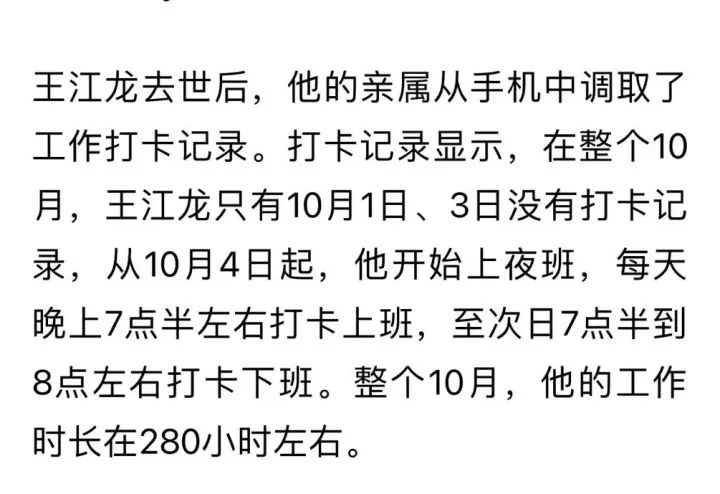 王江龙去世后，他的亲属从手机中调取了
工作打卡记录。打卡记录显示，在整个10
月，王江龙只有10月1日、3日没有打卡记
录，从10月4日起，他开始上夜班，每天
晚上7点半左右打卡上班，至次日7点半到
8点左右打卡下班。整个10月，他的工作
时长在280小时左右。